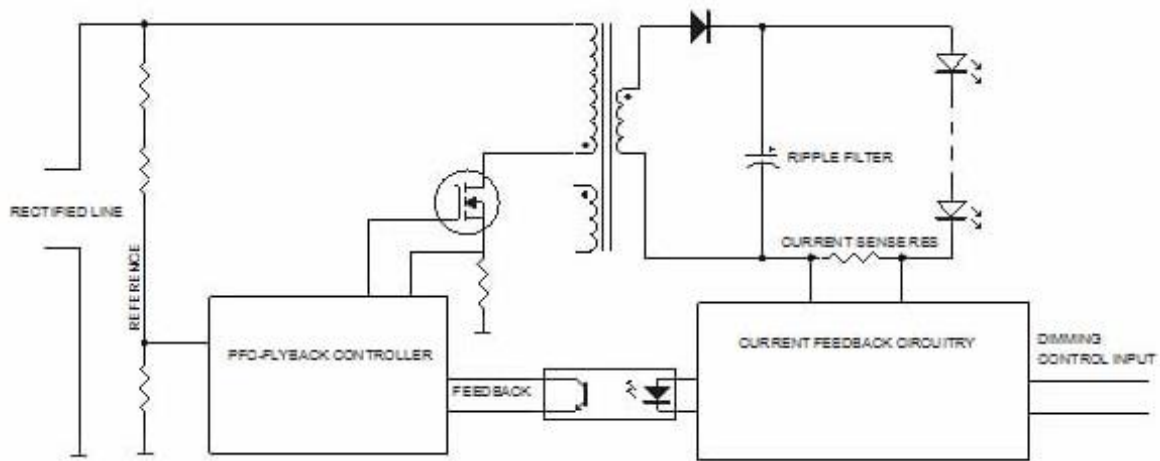 RIPPLE FILTER
RECTIFIED LINE
CURRENT SENSE RES
REFERENCE
PFC-FLYBACK CONTROLLER
CURRENT FEEDBACK CIRCUITRY
DIMMING
CONTROL INPUT
FEEDBACK